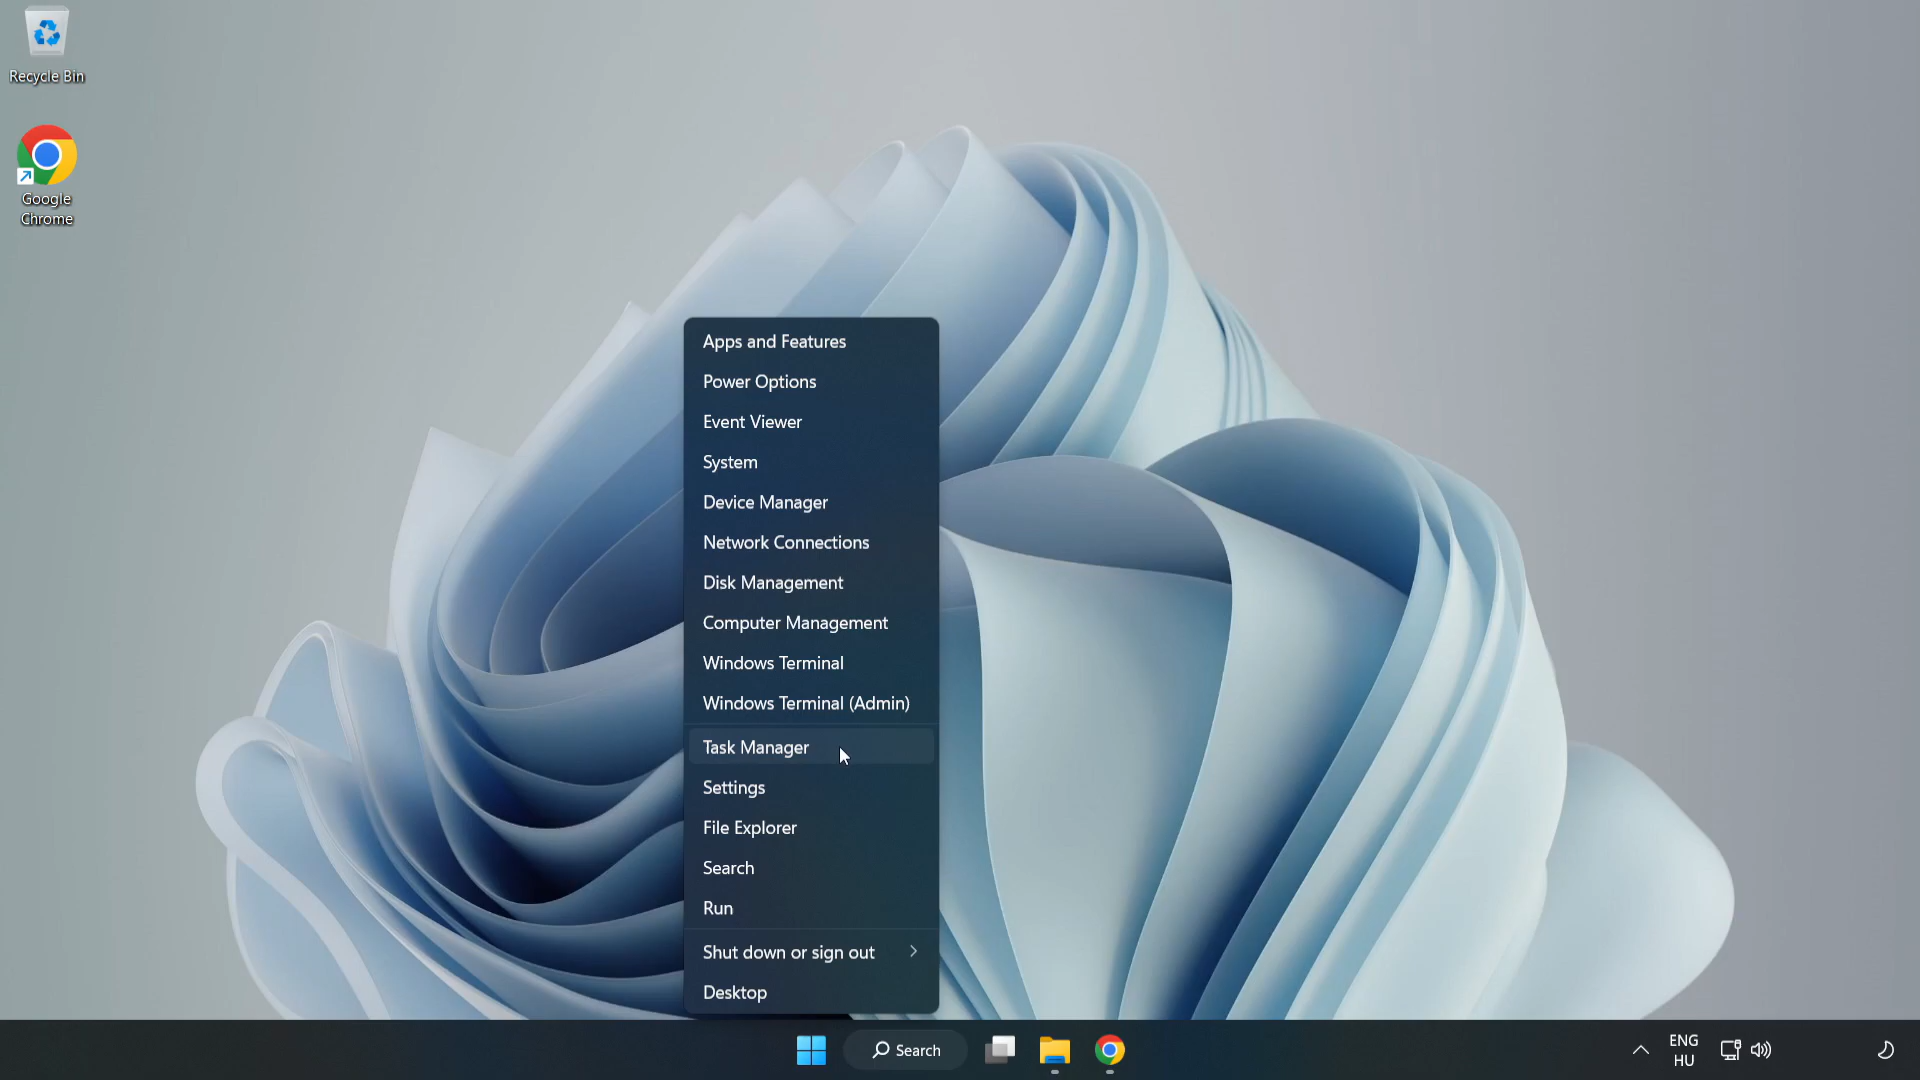 Recycle Bin
Google
Chrome
Apps and Features
Power Options
Event Viewer
System
Device Manager
Network Connections
Disk Management
Computer Management
Windows Terminal
Windows Terminal (Admin)
Task Manager
Settings
File Explorer
Search
Run
Shut down or sign out
Desktop
Search
ENG
HU